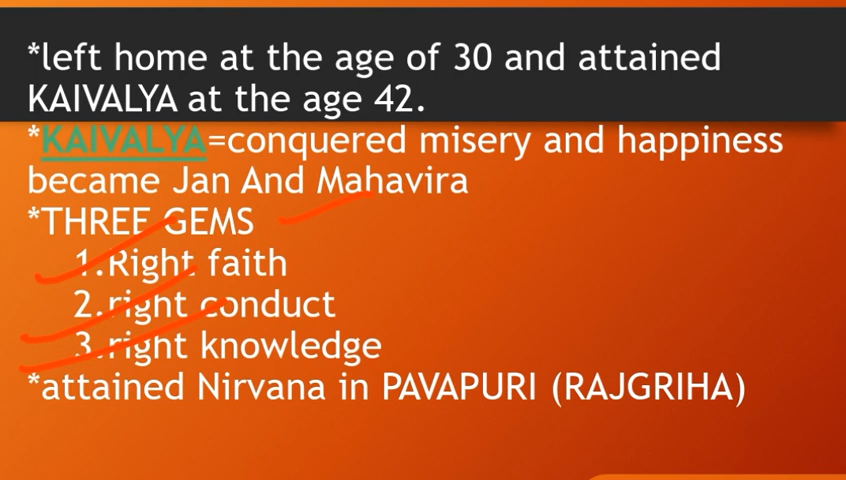 *left home at the age of 30 and attained
KAIVALYA at the age 42.
*KAIVALYA=conquered misery and happiness
became Jan And Mahavira
*THREE GEMS
1.Right faith
2.right conduct
3.right knowledge
*attained Nirvana in PAVAPURI (RAJGRIHA)